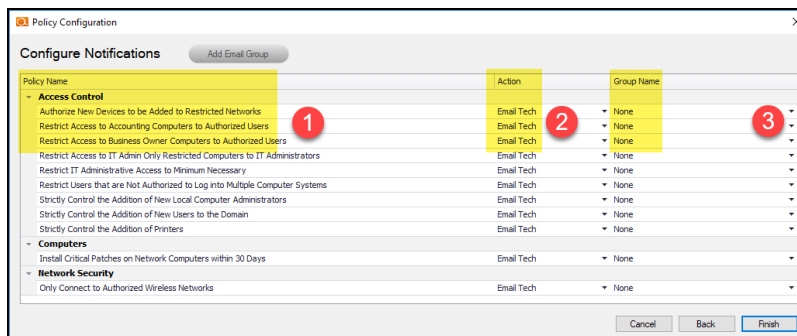 Policy Configuration
Configure Notifications Add Email Group
Policy Name Action Group Name
Access Control
Authorize New Devices to be Added to Restricted Networks Email Tech None
Restrict Access to Accounting Computers to Authorized Users Email Tech None
Restrict Access to Business Owner Computers to Authorized Users Email Tech None
Restrict Access to IT Admin Only Restricted Computers to IT Administrators Email Tech None
Restrict IT Administrative Access to Minimum Necessary Email Tech None
Restrict Users that are Not Authorized to Log into Multiple Computer Systems Email Tech None
Strictly Control the Addition of New Local Computer Administrators Email Tech None
Strictly Control the Addition of New Users to the Domain Email Tech None
Strictly Control the Addition of Printers Email Tech None
Computers
Install Critical Patches on Network Computers within 30 Days Email Tech None
Network Security
Only Connect to Authorized Wireless Networks Email Tech None
1 2 3
Cancel Back Finish